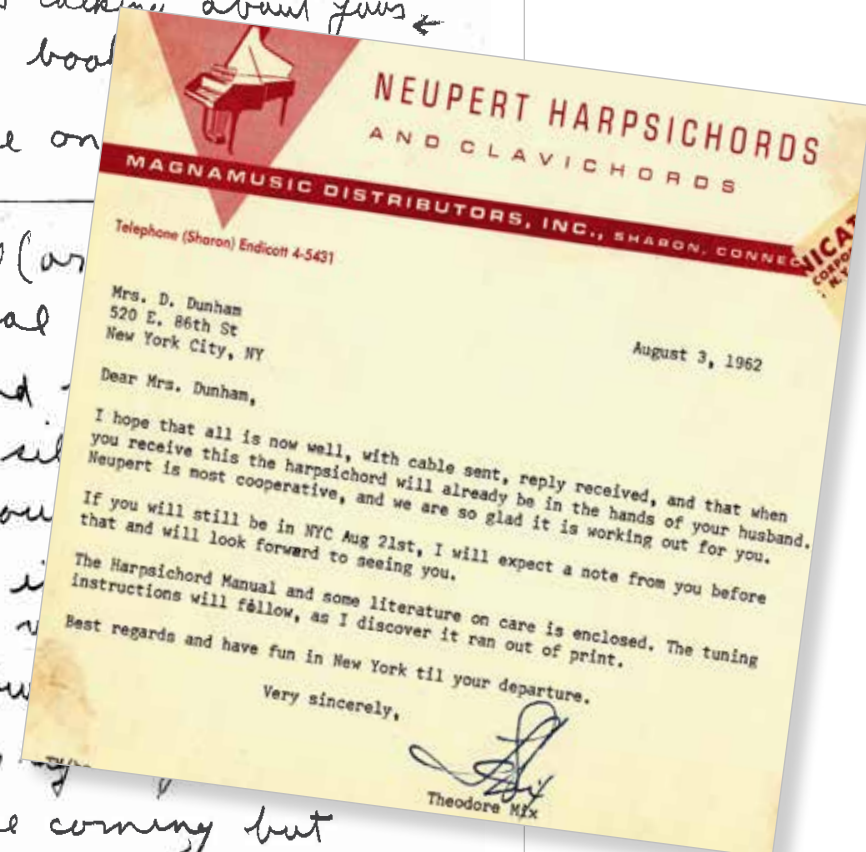 talking about
boo
e on
NEUPERT HARPSICHORDS
AND CLAVICHORDS
MAGNAMUSIC DISTRIBUTORS, INC., SHARON, CONNEC
NICAT
CORPO
N.Y
Telephone (Sharon) Endicott 4-5431
Mrs. D. Dunham
520 E. 86th St
New York City, NY
August 3, 1962
Dear Mrs. Dunham,
I hope that all is now well, with cable sent, reply received, and that when
you receive this the harpsichord will already be in the hands of your husband.
Neupert is most cooperative, and we are so glad it is working out for you.
If you will still be in NYC Aug 21st, I will expect a note from you before
that and will look forward to seeing you.
The Harpsichord Manual and some literature on care is enclosed. The tuning
instructions will follow, as I discover it ran out of print.
Best regards and have fun in New York til your departure.
Very sincerely,
Theodore Mix
e coming but